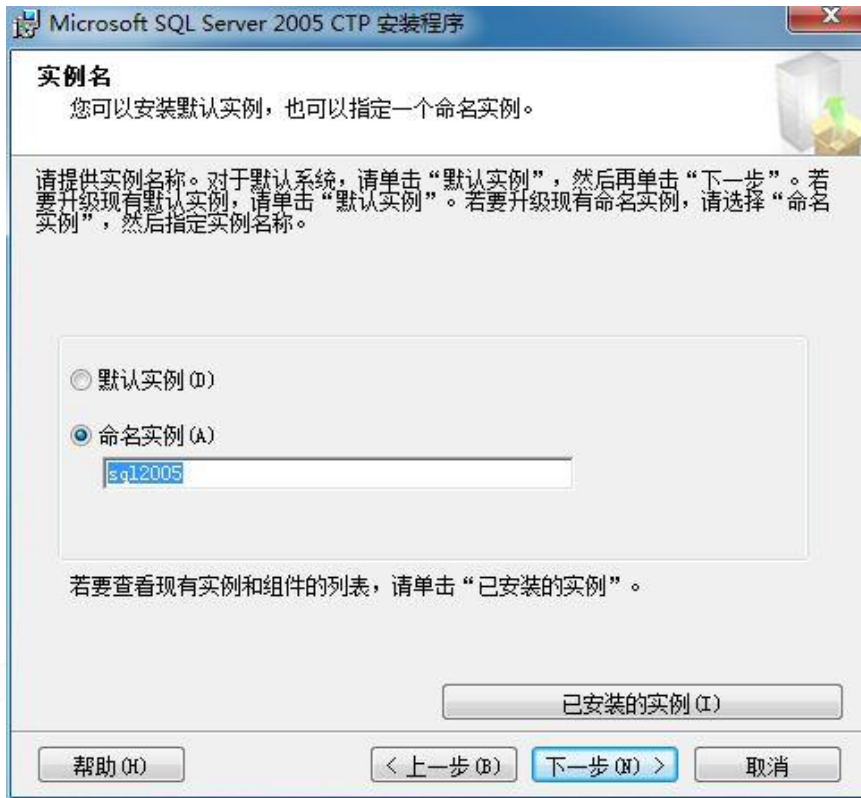 Microsoft SQL Server 2005 CTP 安装程序
实例名
您可以安装默认实例，也可以指定一个命名实例。
请提供实例名称。对于默认系统，请单击“默认实例”，然后再单击“下一步”。若
要升级现有默认实例，请单击“默认实例”。若要升级现有命名实例，请选择“命名
实例”，然后指定实例名称。
默认实例(D)
命名实例(A)
sql2005
若要查看现有实例和组件的列表，请单击“已安装的实例”。
已安装的实例(I)
帮助(H) < 上一步(B) 下一步(N) > 取消